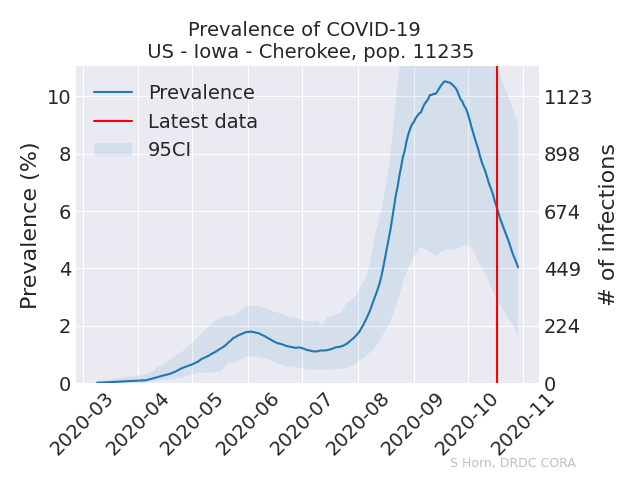 Prevalence of COVID-19
US - Iowa - Cherokee, pop. 11235
Prevalence
Latest data
95CI
Prevalence (%)
10
8
6
4
2
0
1123
898
674
449
224
0
# of infections
2020-03
2020-04
2020-05
2020-06
2020-07
2020-08
2020-09
2020-10
2020-11
S Horn, DRDC CORA